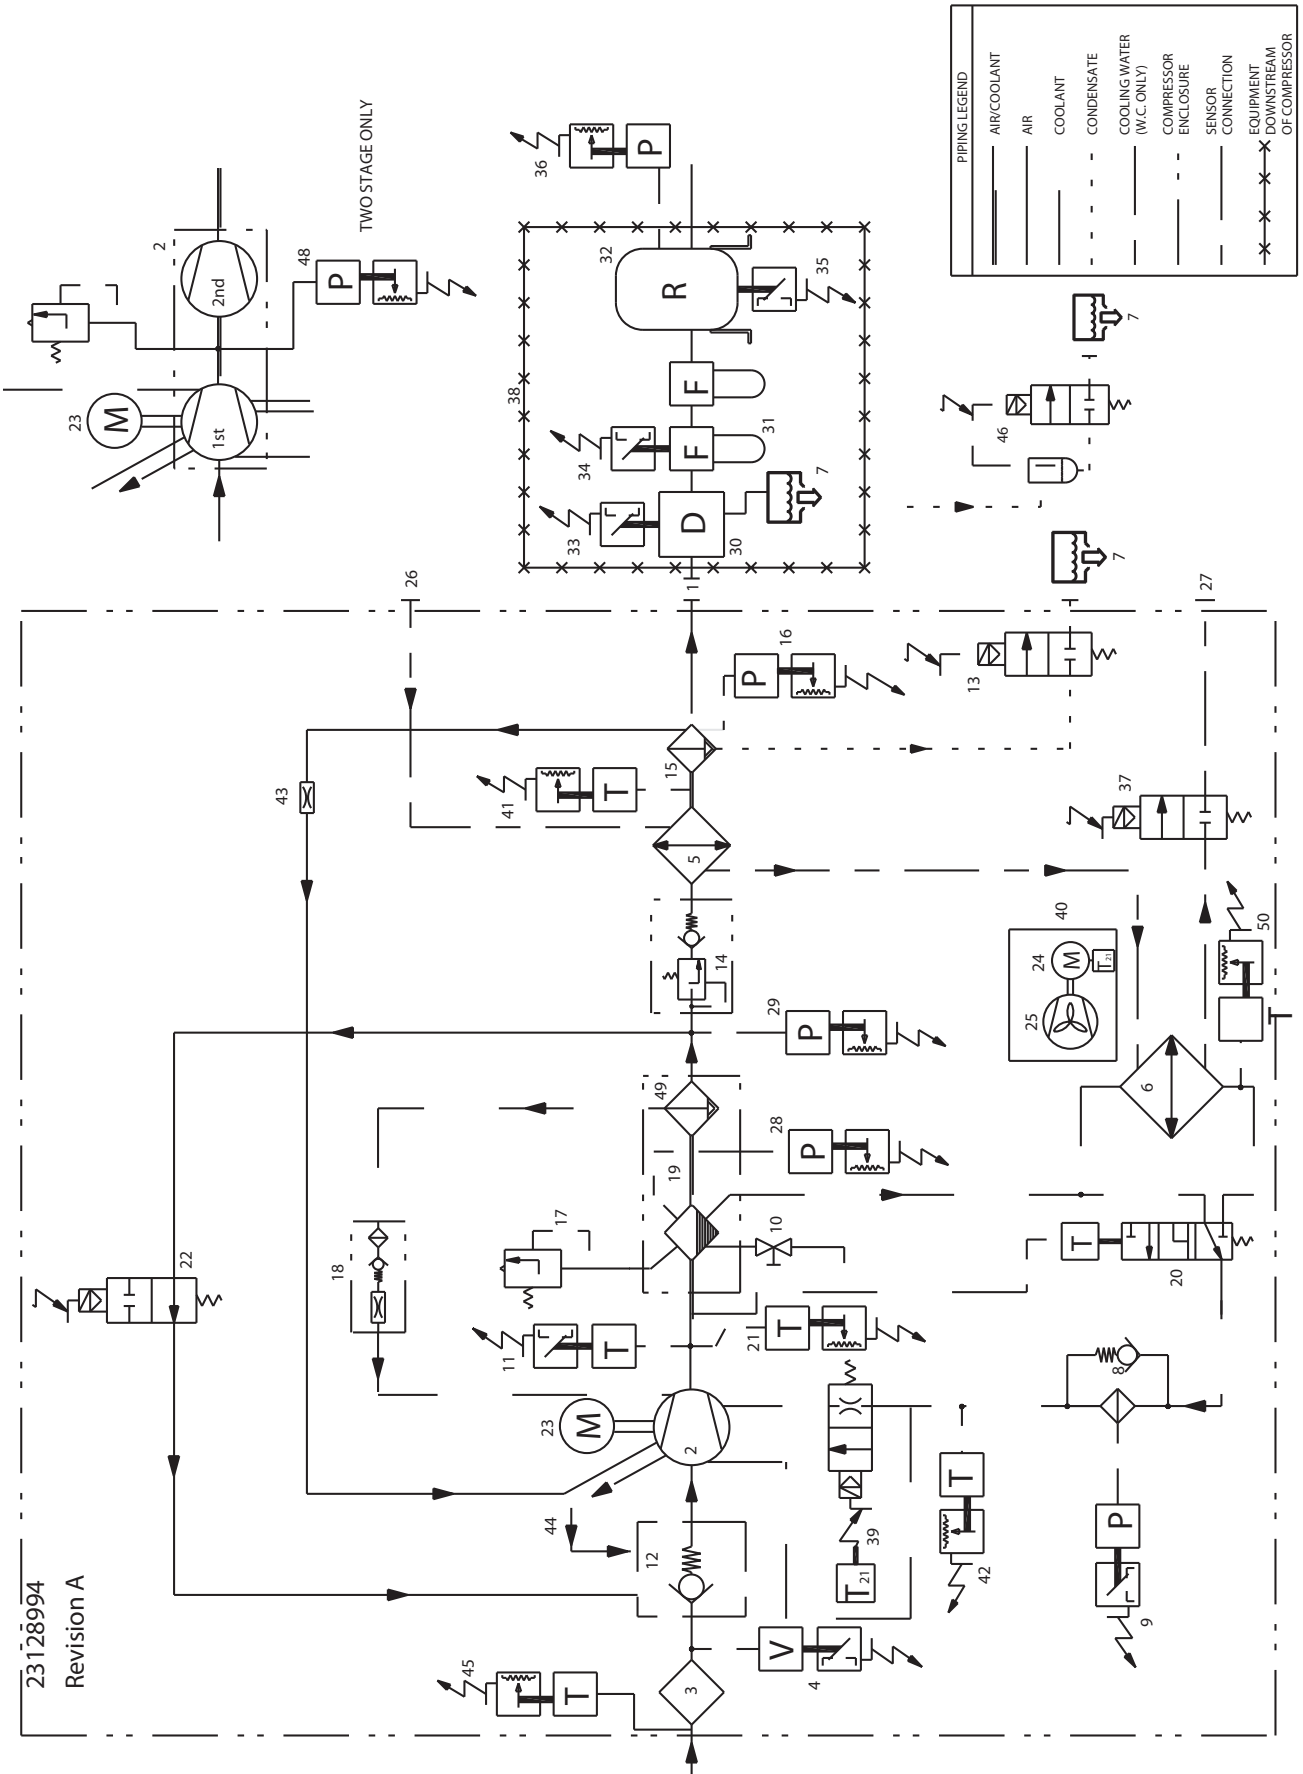 23128994
Revision A
45
T
3
V
4
12
44
23
M
2
11
T
21
T
T 21
39
T
42
P
9
8
17
10
18
22
19
49
P
28
P
29
14
5
T
41
15
43
P
16
13
26
1
27
37
T
20
6
T
50
40
24
M
T 21
25
7
7
46
23
M
1st
2nd
2
P
48
TWO STAGE ONLY
38
33
D
30
7
34
F
31
F
R
32
35
36
P
PIPING LEGEND
AIR/COOLANT
AIR
COOLANT
CONDENSATE
COOLING WATER
(W.C. ONLY)
COMPRESSOR
ENCLOSURE
SENSOR
CONNECTION
EQUIPMENT
DOWNSTREAM
OF COMPRESSOR